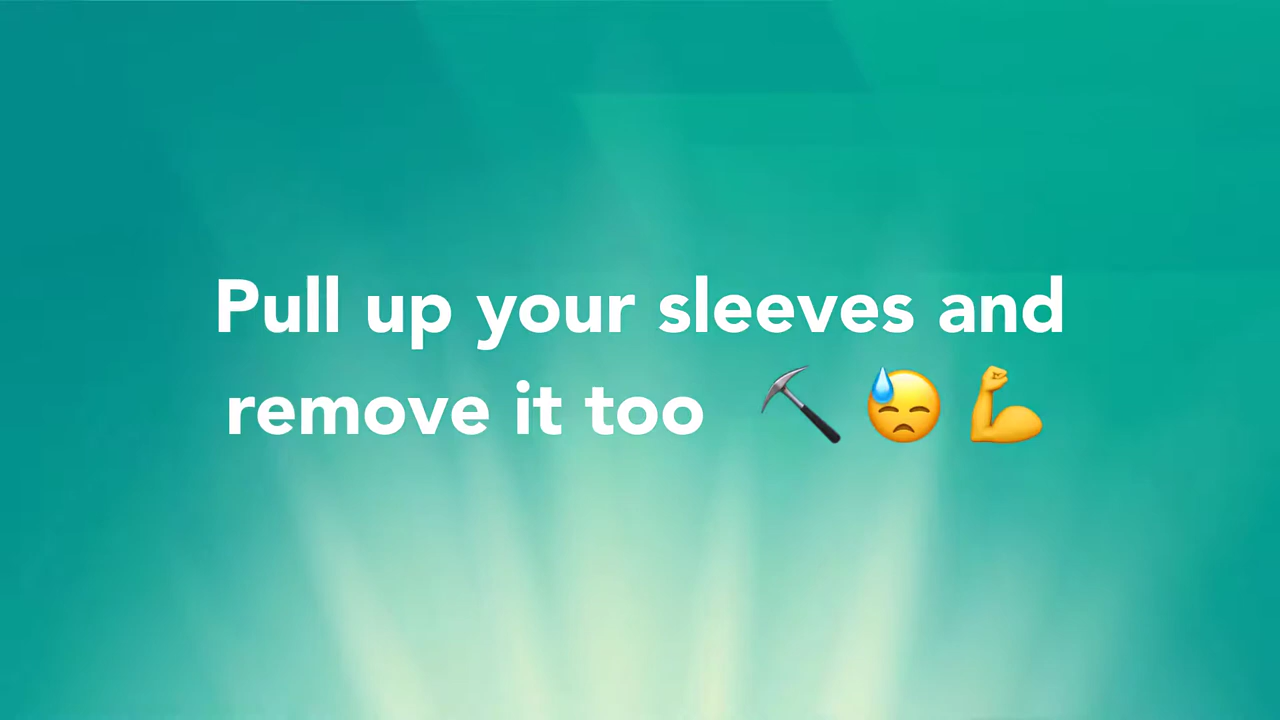 Pull up your sleeves and
remove it too ⛏️ 😓 💪